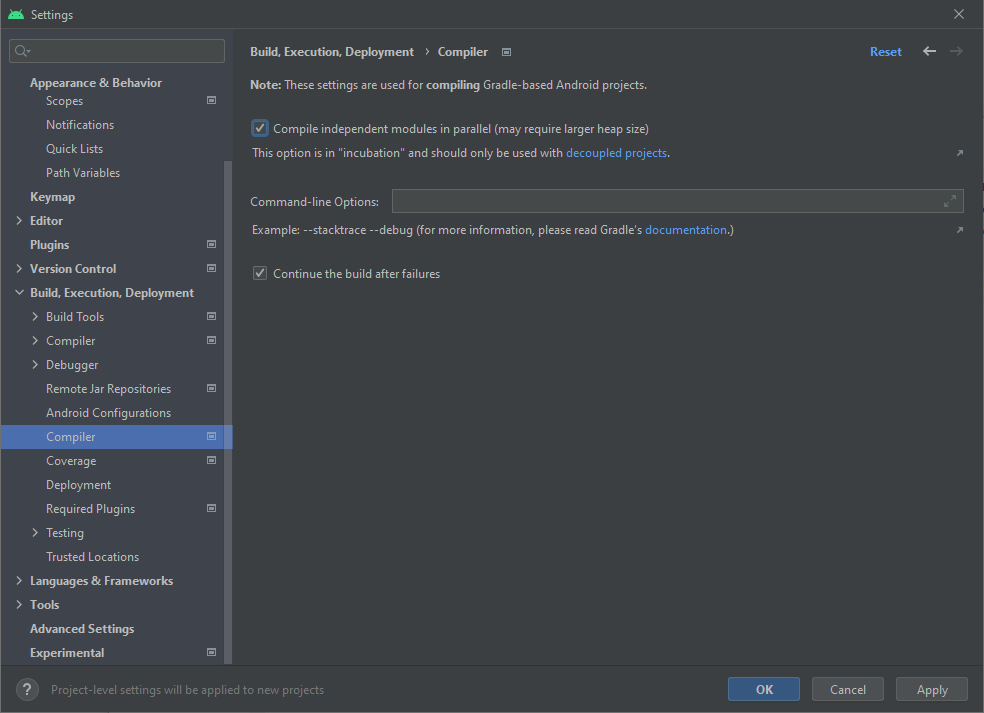 Settings
Appearance & Behavior
Scopes
Notifications
Quick Lists
Path Variables
Keymap
Editor
Plugins
Version Control
Build, Execution, Deployment
Build Tools
Compiler
Debugger
Remote Jar Repositories
Android Configurations
Compiler
Coverage
Deployment
Required Plugins
Testing
Trusted Locations
Languages & Frameworks
Tools
Advanced Settings
Experimental
Build, Execution, Deployment › Compiler
Reset
Note: These settings are used for compiling Gradle-based Android projects.
Compile independent modules in parallel (may require larger heap size)
This option is in "incubation" and should only be used with decoupled projects.
Command-line Options:
Example: --stacktrace --debug (for more information, please read Gradle's documentation.)
Continue the build after failures
? Project-level settings will be applied to new projects
OK
Cancel
Apply